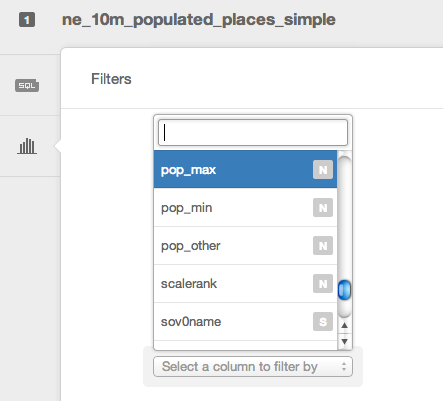 1 ne_10m_populated_places_simple
SQL
Filters
pop_max N
pop_min N
pop_other N
scalerank N
sov0name S
Select a column to filter by